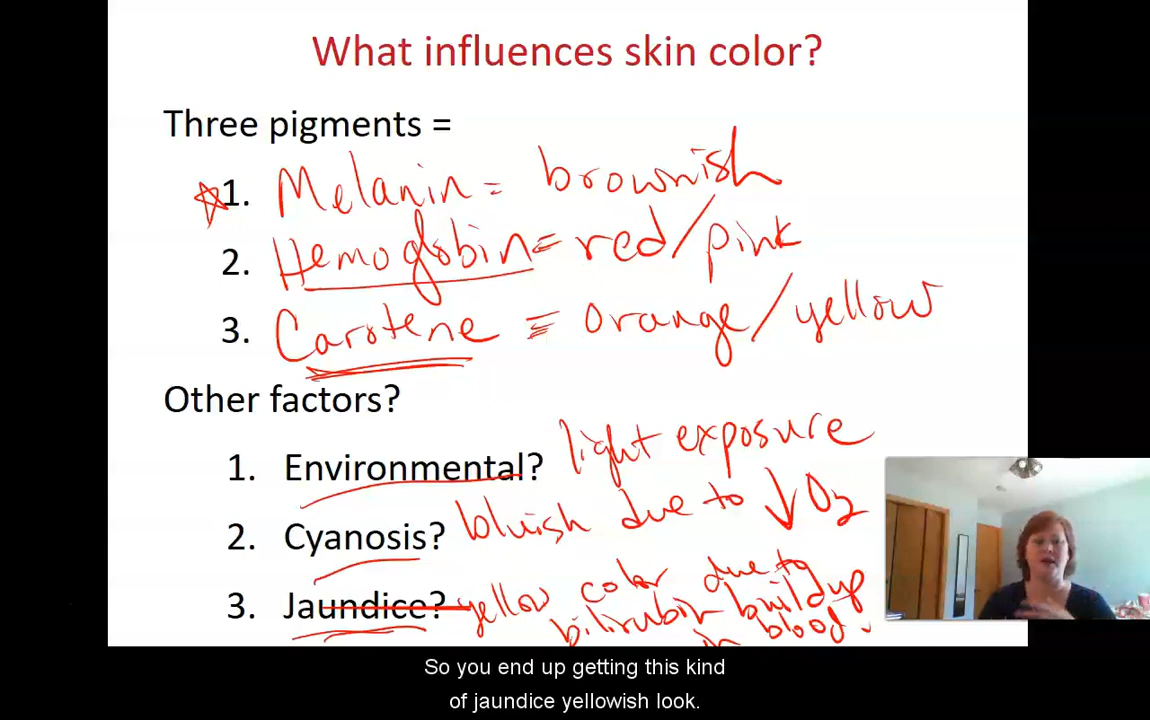 What influences skin color?
Three pigments =
1. Melanin = brownish
2. Hemoglobin = red/pink
3. Carotene = orange/yellow
Other factors?
1. Environmental? light exposure
2. Cyanosis? bluish due to ↓O2
3. Jaundice? yellow color due to
bilirubin buildup
in blood.
So you end up getting this kind
of jaundice yellowish look.